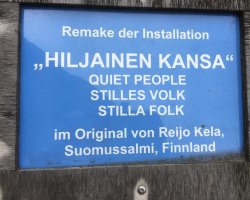 Remake der Installation
„HILJAINEN KANSA“
QUIET PEOPLE
STILLES VOLK
STILLA FOLK
im Original von Reijo Kela,
Suomussalmi, Finnland